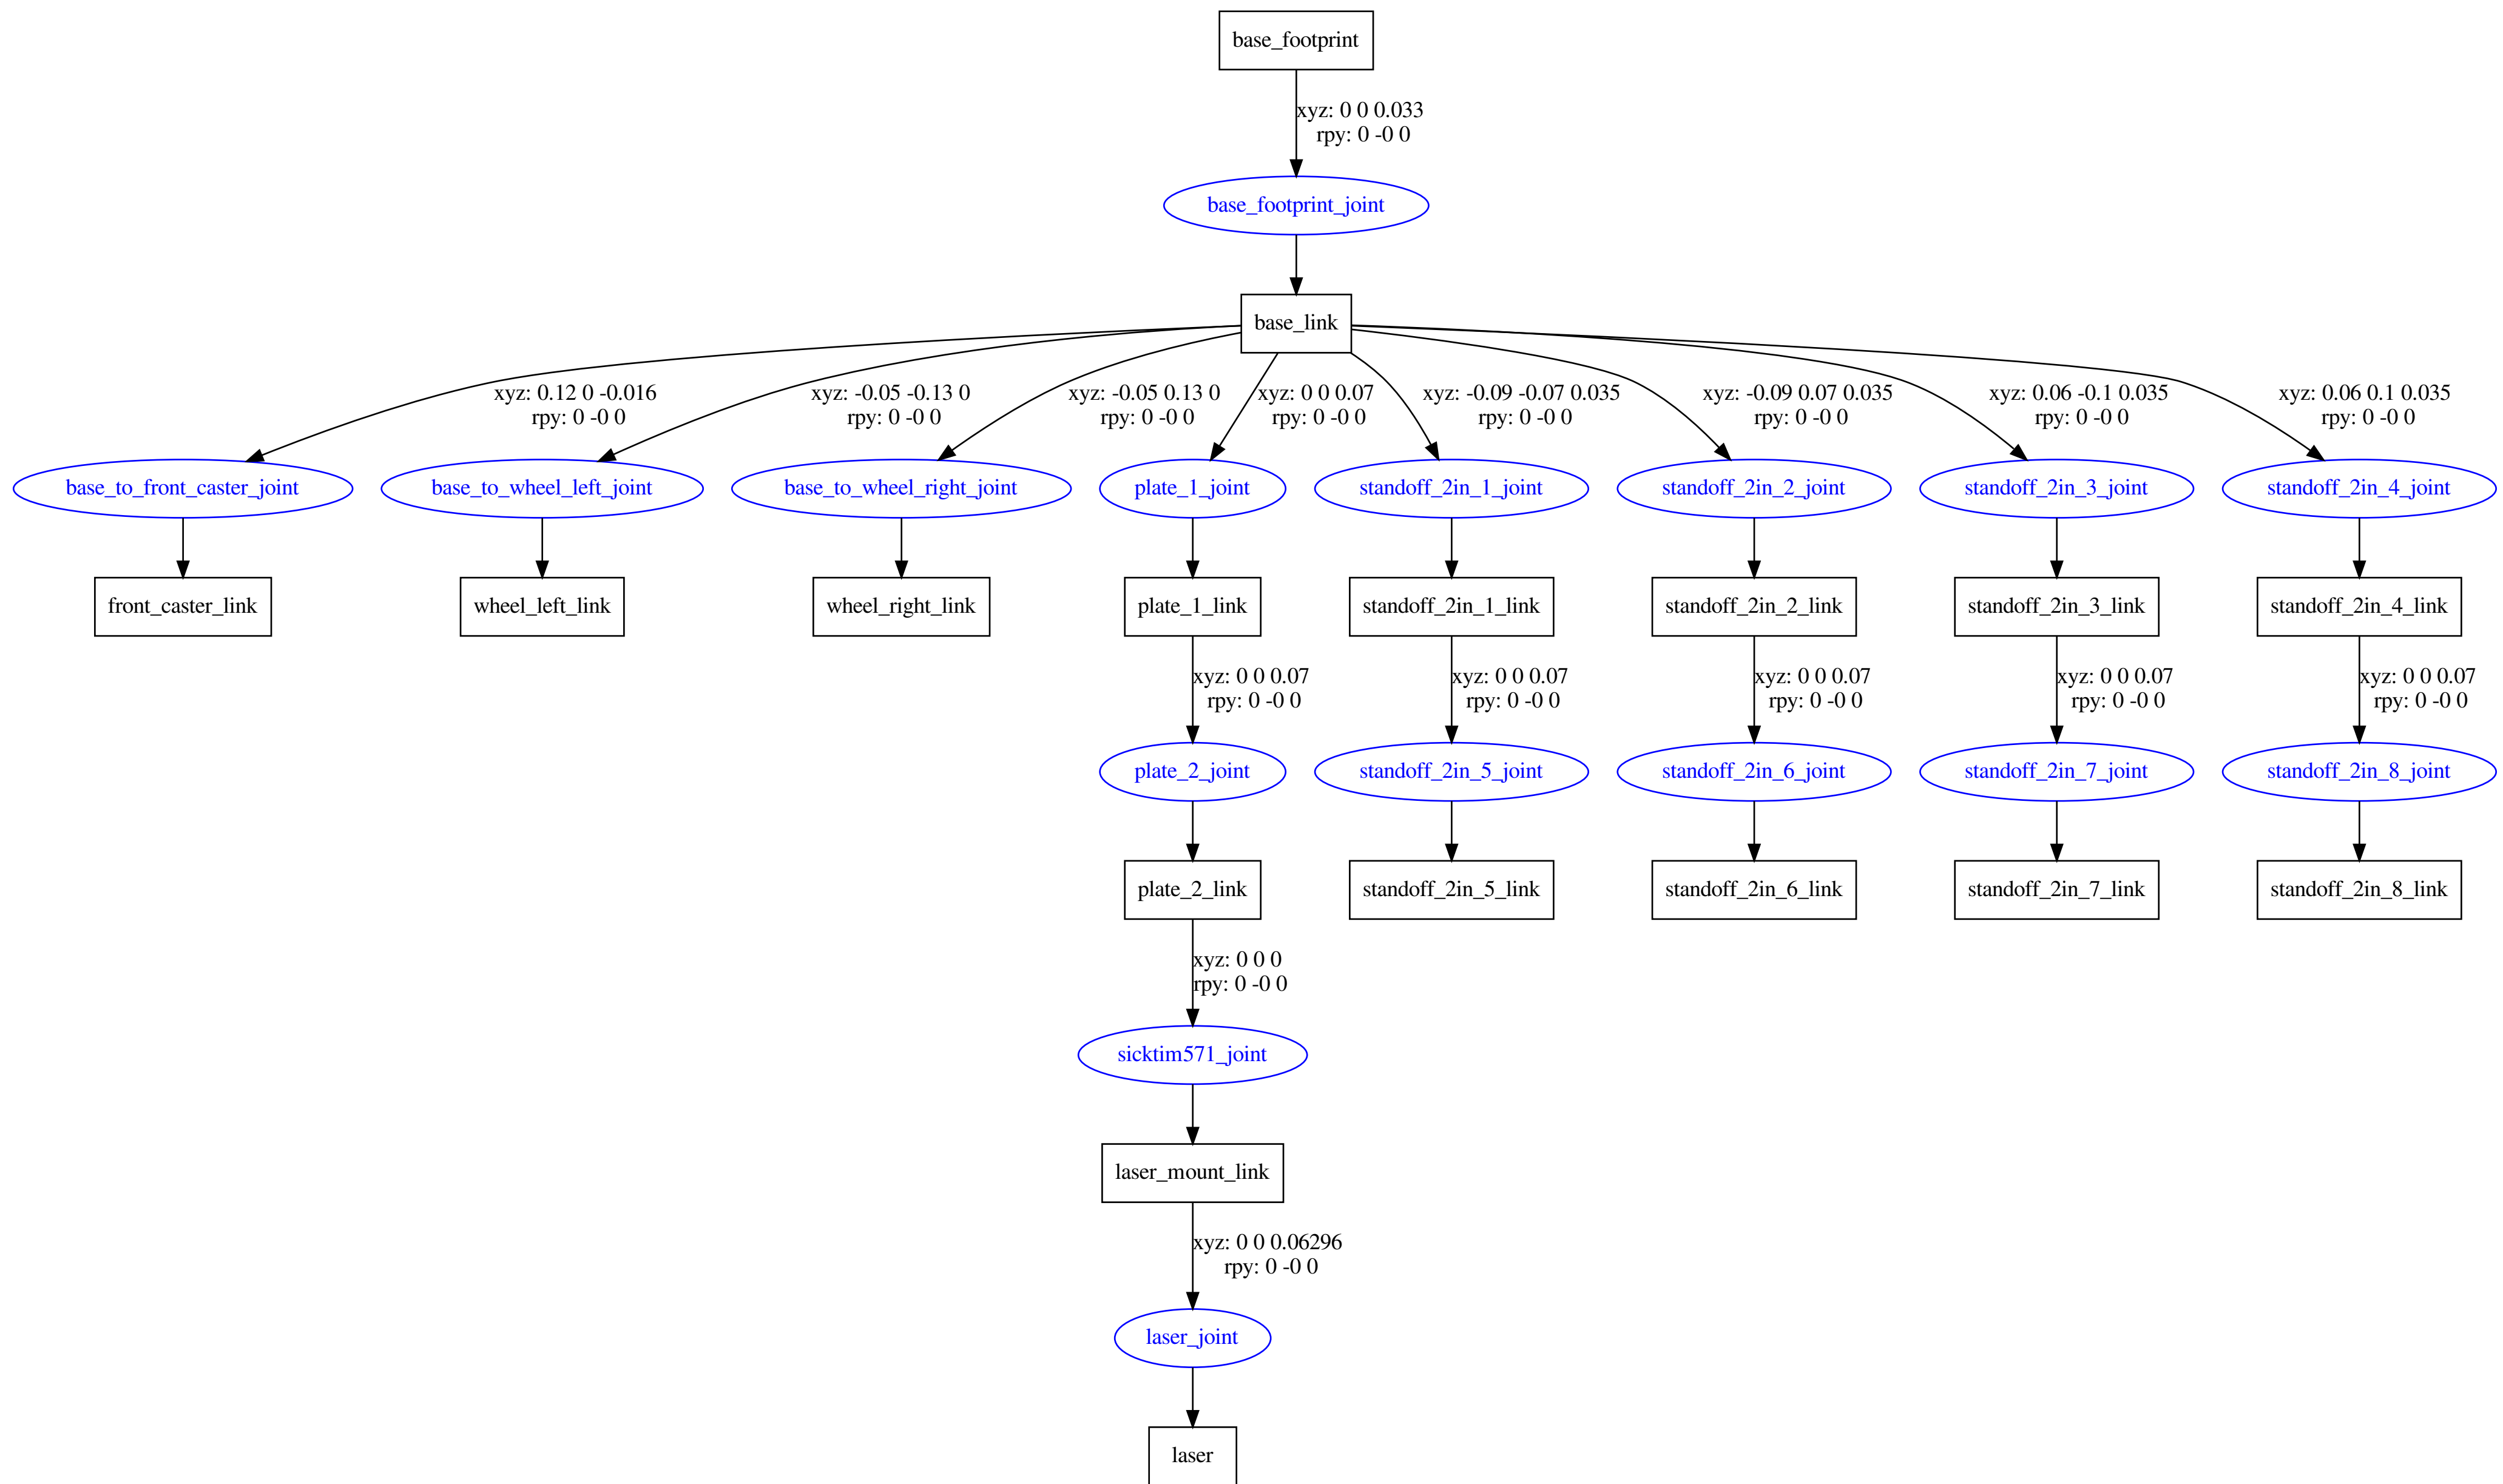 base_footprint
xyz: 0 0 0.033
rpy: 0 -0 0
base_footprint_joint
base_link
xyz: 0.12 0 -0.016
rpy: 0 -0 0
xyz: -0.05 -0.13 0
rpy: 0 -0 0
xyz: -0.05 0.13 0
rpy: 0 -0 0
xyz: 0 0 0.07
rpy: 0 -0 0
xyz: -0.09 -0.07 0.035
rpy: 0 -0 0
xyz: -0.09 0.07 0.035
rpy: 0 -0 0
xyz: 0.06 -0.1 0.035
rpy: 0 -0 0
xyz: 0.06 0.1 0.035
rpy: 0 -0 0
base_to_front_caster_joint
base_to_wheel_left_joint
base_to_wheel_right_joint
plate_1_joint
standoff_2in_1_joint
standoff_2in_2_joint
standoff_2in_3_joint
standoff_2in_4_joint
front_caster_link
wheel_left_link
wheel_right_link
plate_1_link
standoff_2in_1_link
standoff_2in_2_link
standoff_2in_3_link
standoff_2in_4_link
xyz: 0 0 0.07
rpy: 0 -0 0
xyz: 0 0 0.07
rpy: 0 -0 0
xyz: 0 0 0.07
rpy: 0 -0 0
xyz: 0 0 0.07
rpy: 0 -0 0
xyz: 0 0 0.07
rpy: 0 -0 0
plate_2_joint
standoff_2in_5_joint
standoff_2in_6_joint
standoff_2in_7_joint
standoff_2in_8_joint
plate_2_link
standoff_2in_5_link
standoff_2in_6_link
standoff_2in_7_link
standoff_2in_8_link
xyz: 0 0 0
rpy: 0 -0 0
sicktim571_joint
laser_mount_link
xyz: 0 0 0.06296
rpy: 0 -0 0
laser_joint
laser